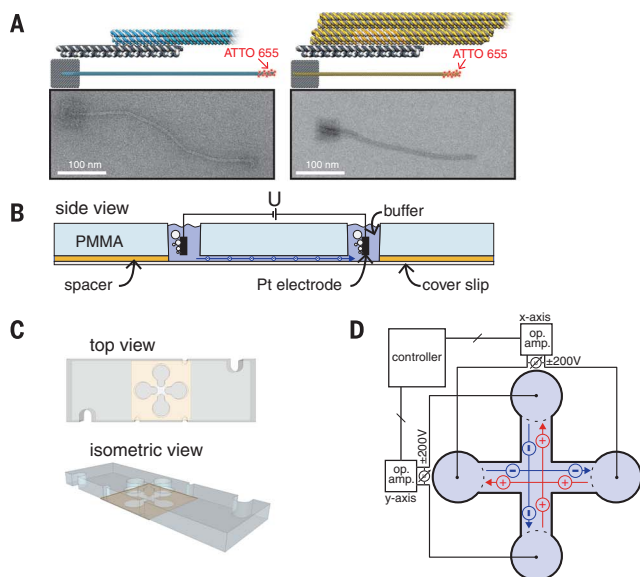 A
ATTO 655
ATTO 655
100 nm
100 nm
B
side view
U
buffer
PMMA
spacer
Pt electrode
cover slip
C
top view
isometric view
D
x-axis
op.
amp.
±200V
controller
±200V
op.
amp.
y-axis